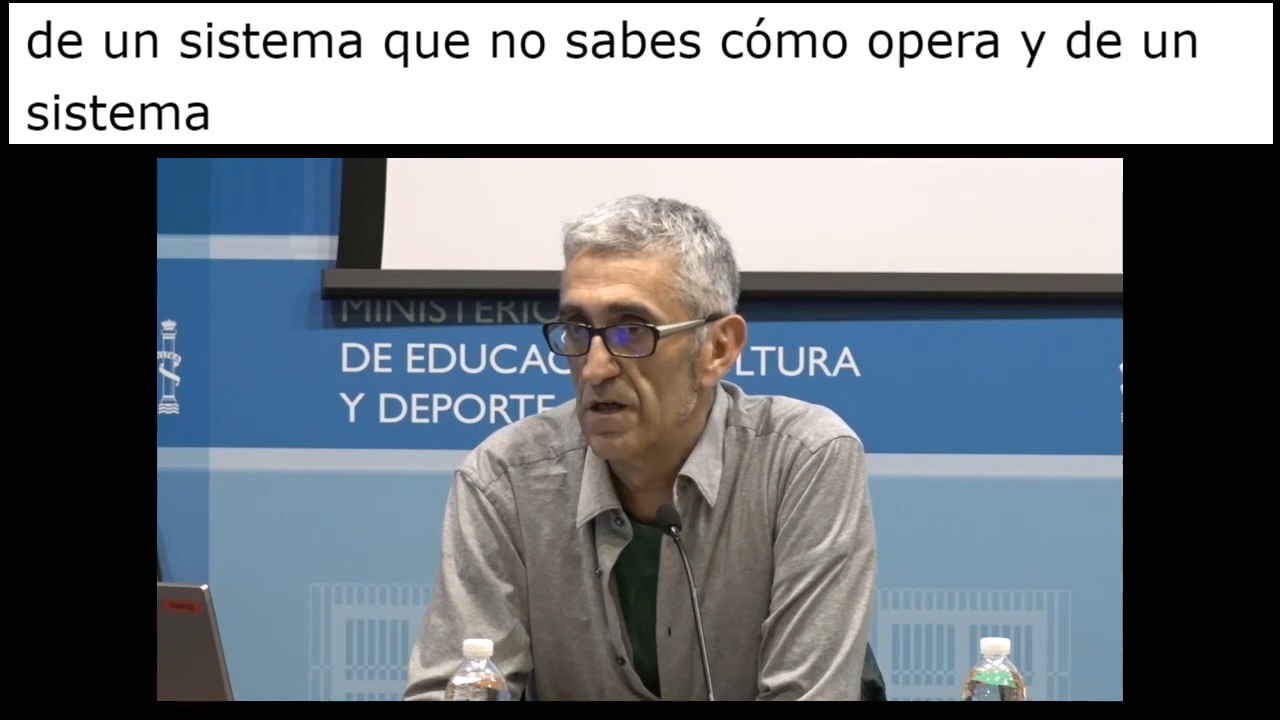 de un sistema que no sabes cómo opera y de un
sistema
MINISTERIO
DE EDUCAC LTURA
Y DEPORTE